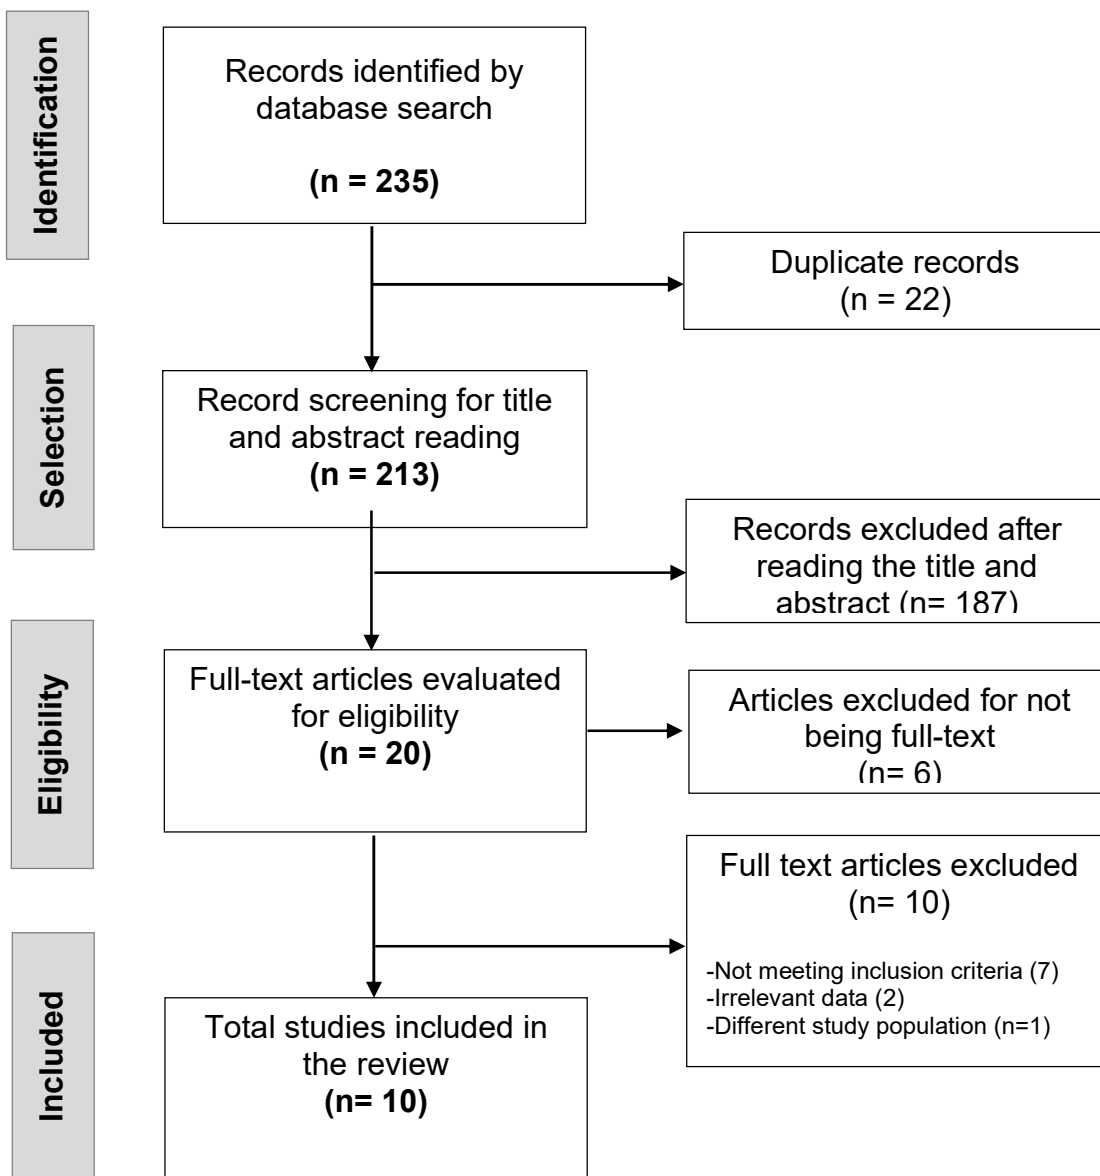 Identification
Records identified by
database search
(n = 235)
Duplicate records
(n = 22)
Selection
Record screening for title
and abstract reading
(n = 213)
Records excluded after
reading the title and
abstract (n= 187)
Eligibility
Full-text articles evaluated
for eligibility
(n = 20)
Articles excluded for not
being full-text
(n= 6)
Full text articles excluded
(n= 10)
-Not meeting inclusion criteria (7)
-Irrelevant data (2)
-Different study population (n=1)
Included
Total studies included in
the review
(n= 10)